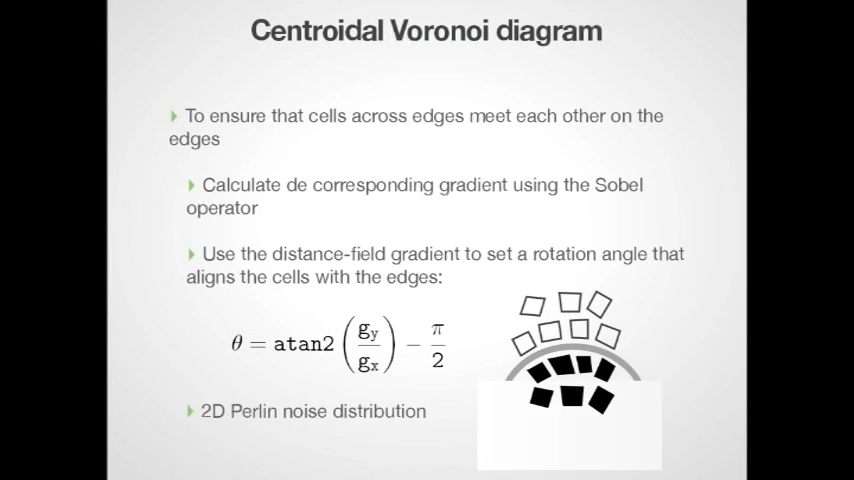 Centroidal Voronoi diagram
To ensure that cells across edges meet each other on the
edges
Calculate de corresponding gradient using the Sobel
operator
Use the distance-field gradient to set a rotation angle that
aligns the cells with the edges:
θ = atan2 (gy/gx) − π/2
2D Perlin noise distribution